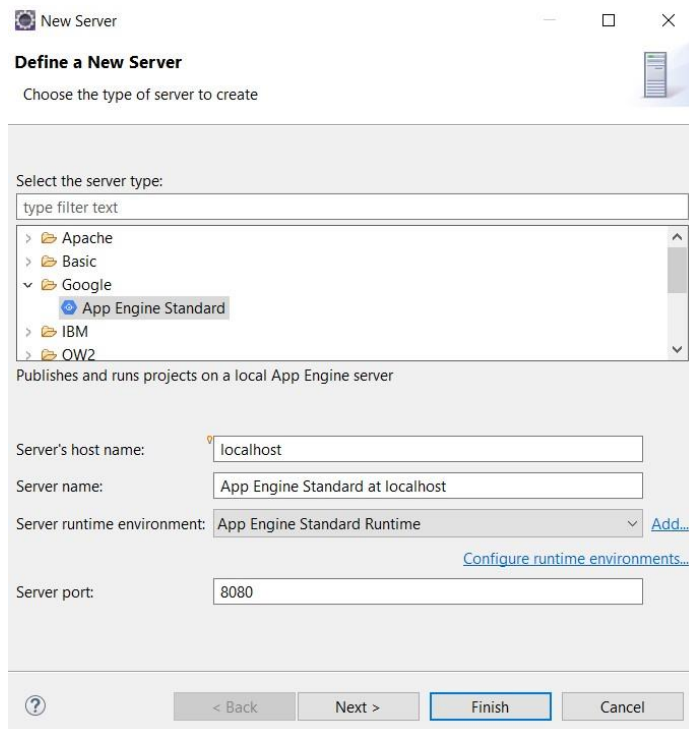 New Server
Define a New Server
Choose the type of server to create
Select the server type:
type filter text
Apache
Basic
Google
App Engine Standard
IBM
OW2
Publishes and runs projects on a local App Engine server
Server's host name: localhost
Server name: App Engine Standard at localhost
Server runtime environment: App Engine Standard Runtime Add...
Configure runtime environments...
Server port: 8080
? < Back Next > Finish Cancel